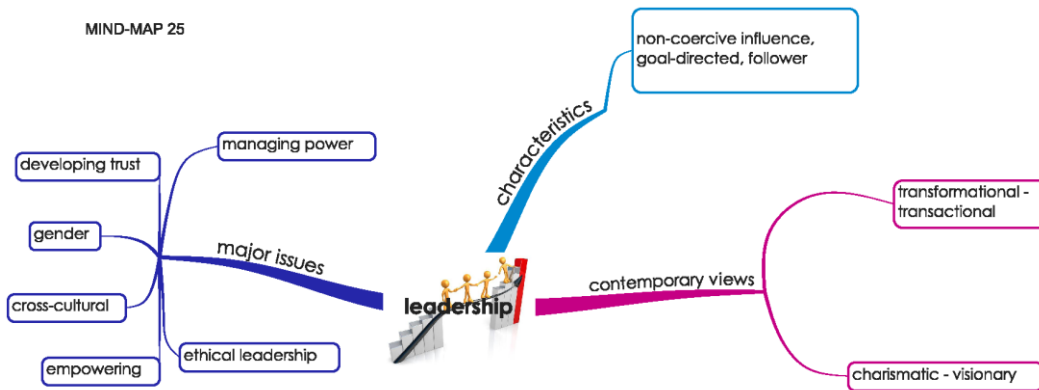 MIND-MAP 25
non-coercive influence,
goal-directed, follower
characteristics
managing power
developing trust
gender
major issues
cross-cultural
ethical leadership
empowering
leadership
contemporary views
transformational -
transactional
charismatic - visionary